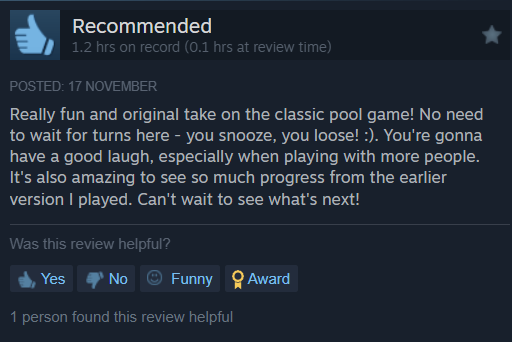 Recommended
1.2 hrs on record (0.1 hrs at review time)
POSTED: 17 NOVEMBER
Really fun and original take on the classic pool game! No need
to wait for turns here - you snooze, you loose! :). You're gonna
have a good laugh, especially when playing with more people.
It's also amazing to see so much progress from the earlier
version I played. Can't wait to see what's next!
Was this review helpful?
Yes No Funny Award
1 person found this review helpful